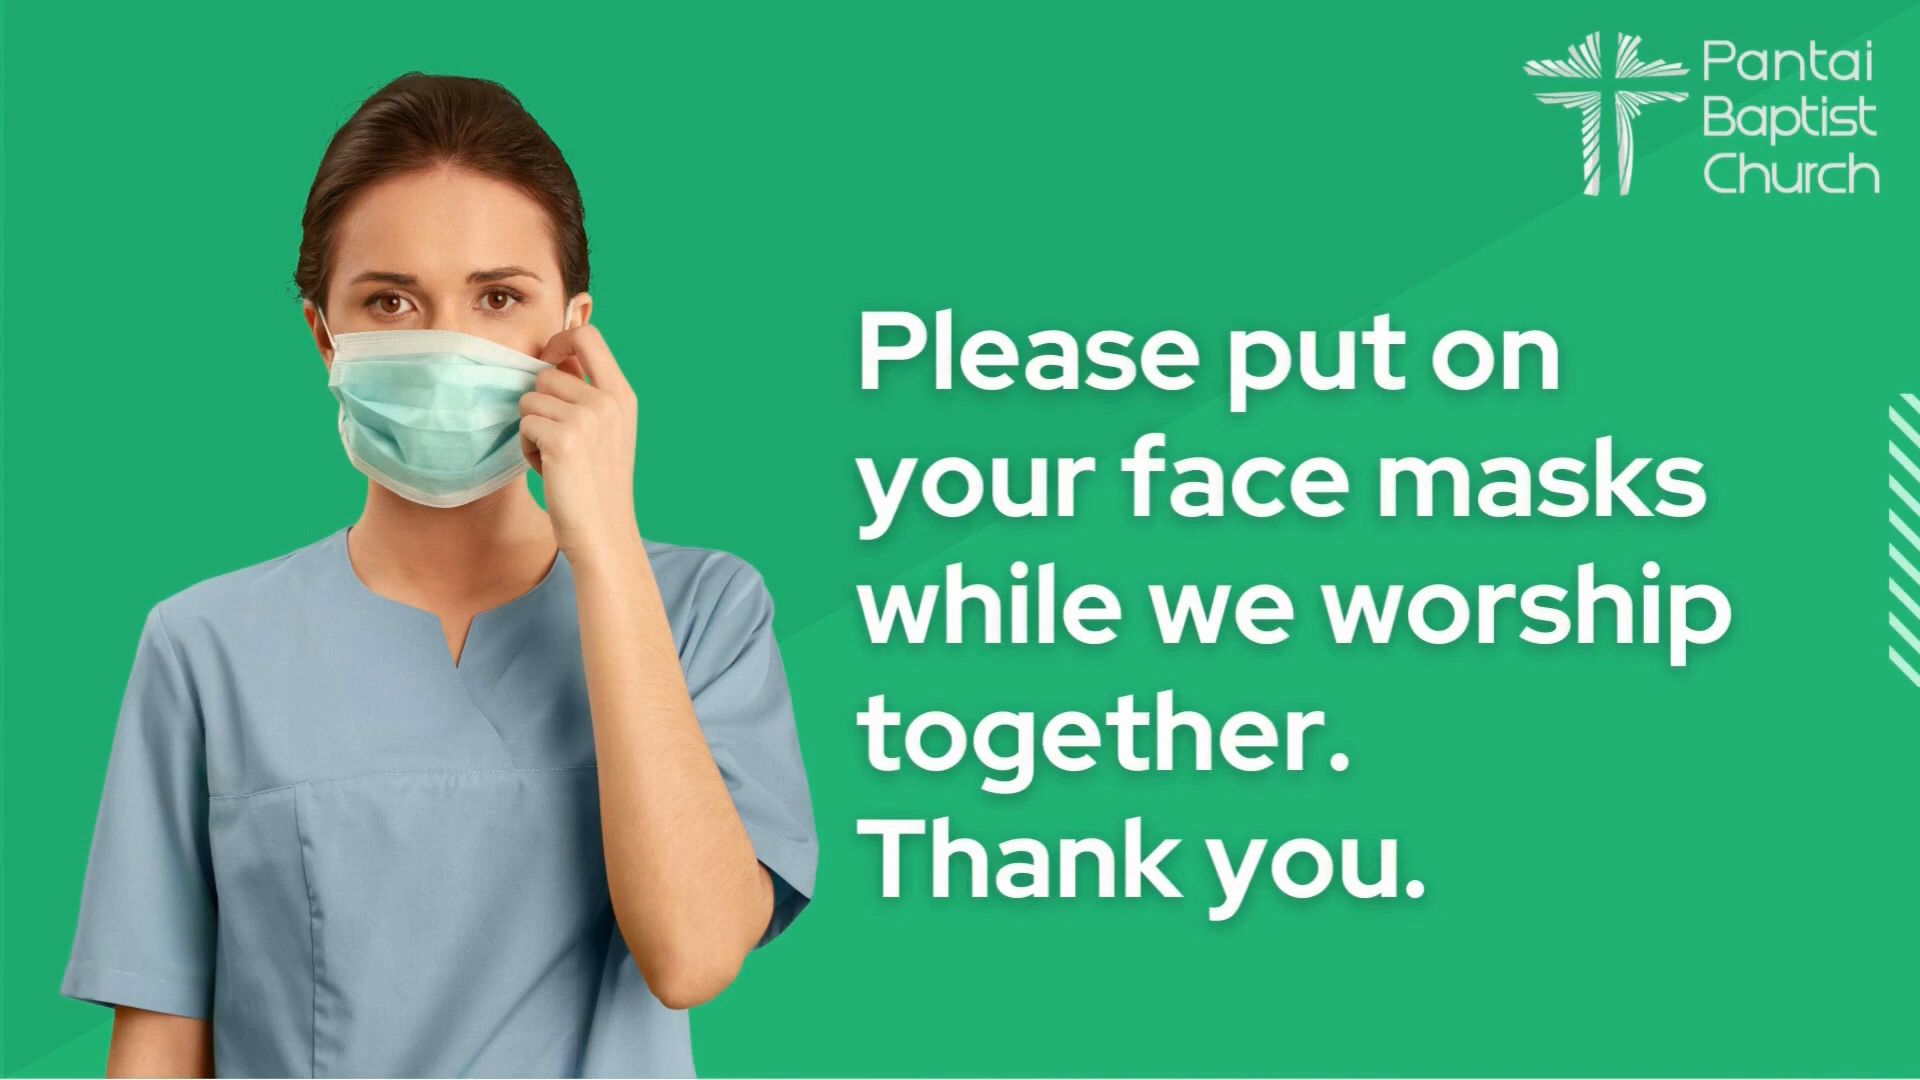 Pantai
Baptist
Church
Please put on
your face masks
while we worship
together.
Thank you.